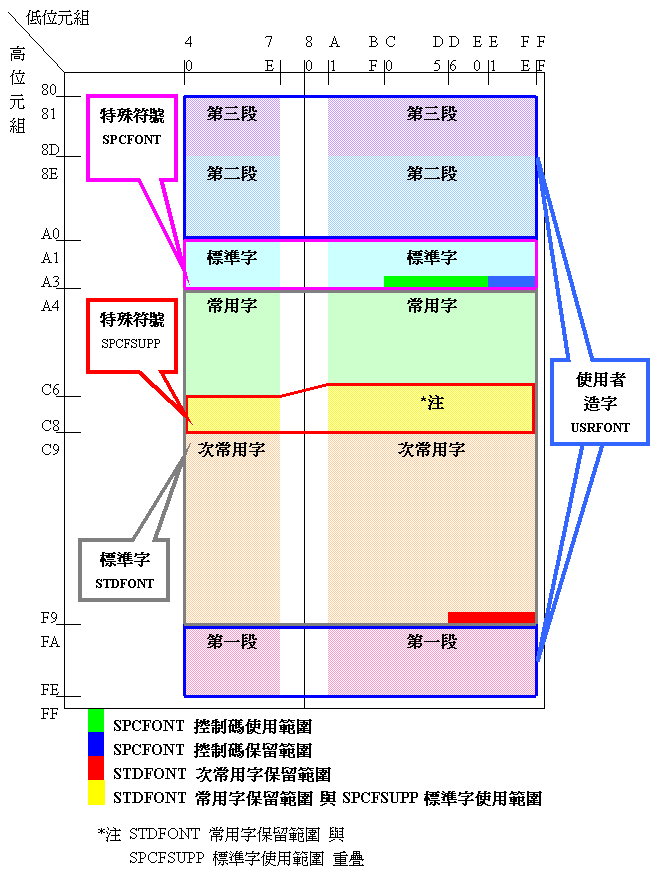 低位元組
高位元組
4 7 8 A B C D D E E F F
0 E 0 1 F 0 5 6 0 1 E F
80
81
8D
8E
A0
A1
A3
A4
C6
C8
C9
F9
FA
FE
FF
特殊符號
SPCFONT
第三段 第三段
第二段 第二段
標準字 標準字
特殊符號
SPCFSUPP
常用字 常用字
*注
使用者
造字
USRFONT
次常用字 次常用字
標準字
STDFONT
第一段 第一段
SPCFONT 控制碼使用範圍
SPCFONT 控制碼保留範圍
STDFONT 次常用字保留範圍
STDFONT 常用字保留範圍 與 SPCFSUPP 標準字使用範圍
*注 STDFONT 常用字保留範圍 與
SPCFSUPP 標準字使用範圍 重疊